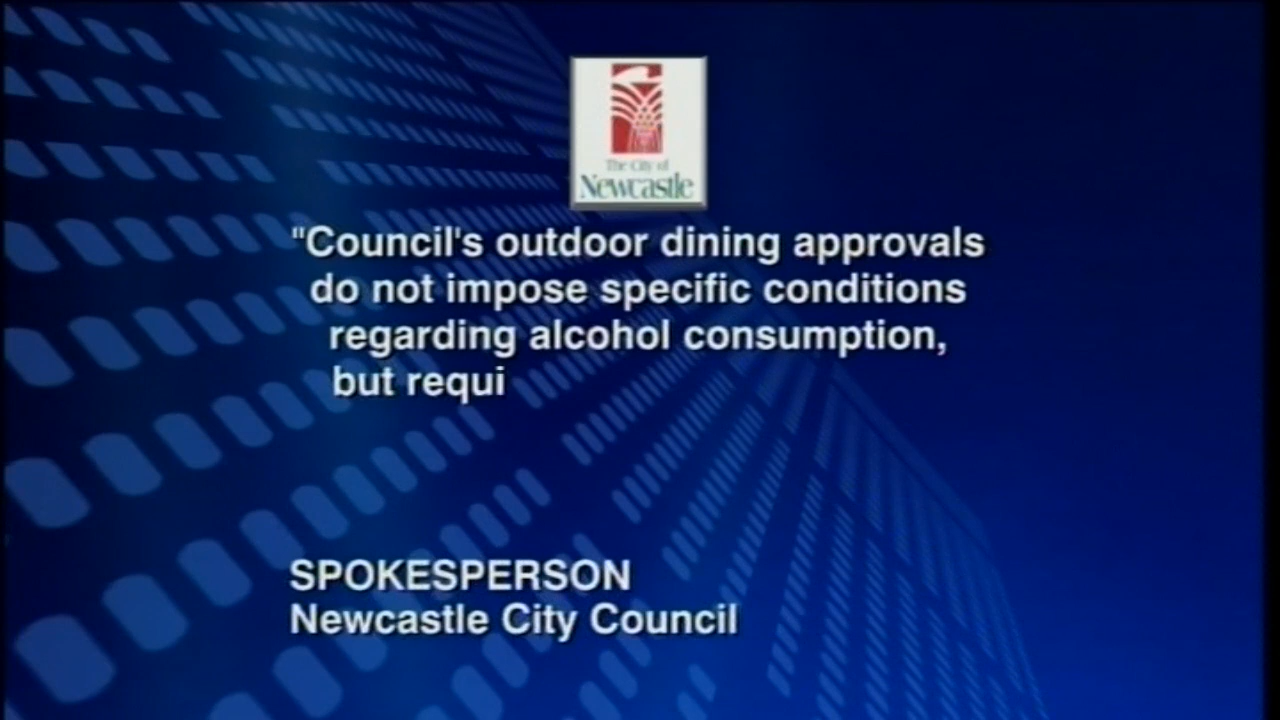 The City of
Newcastle
"Council's outdoor dining approvals
do not impose specific conditions
regarding alcohol consumption,
but requi
SPOKESPERSON
Newcastle City Council